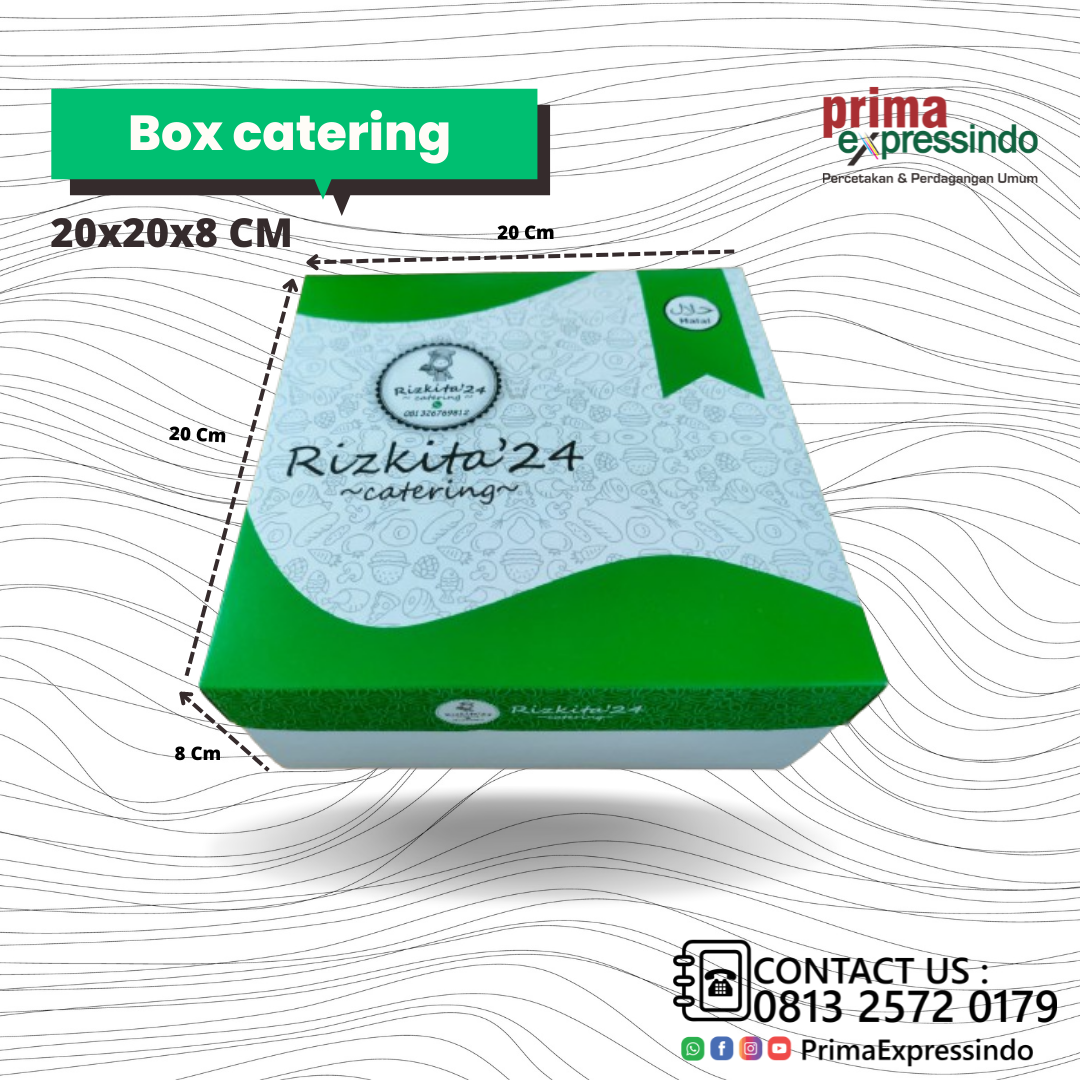 Box catering
prima
expressindo
Percetakan & Perdagangan Umum
20x20x8 CM
20 Cm
حلال
Halal
Rizkita'24
~ catering ~
081326769812
20 Cm
Rizkita'24
~catering~
Rizkita'24
~catering~
8 Cm
CONTACT US :
0813 2572 0179
PrimaExpressindo